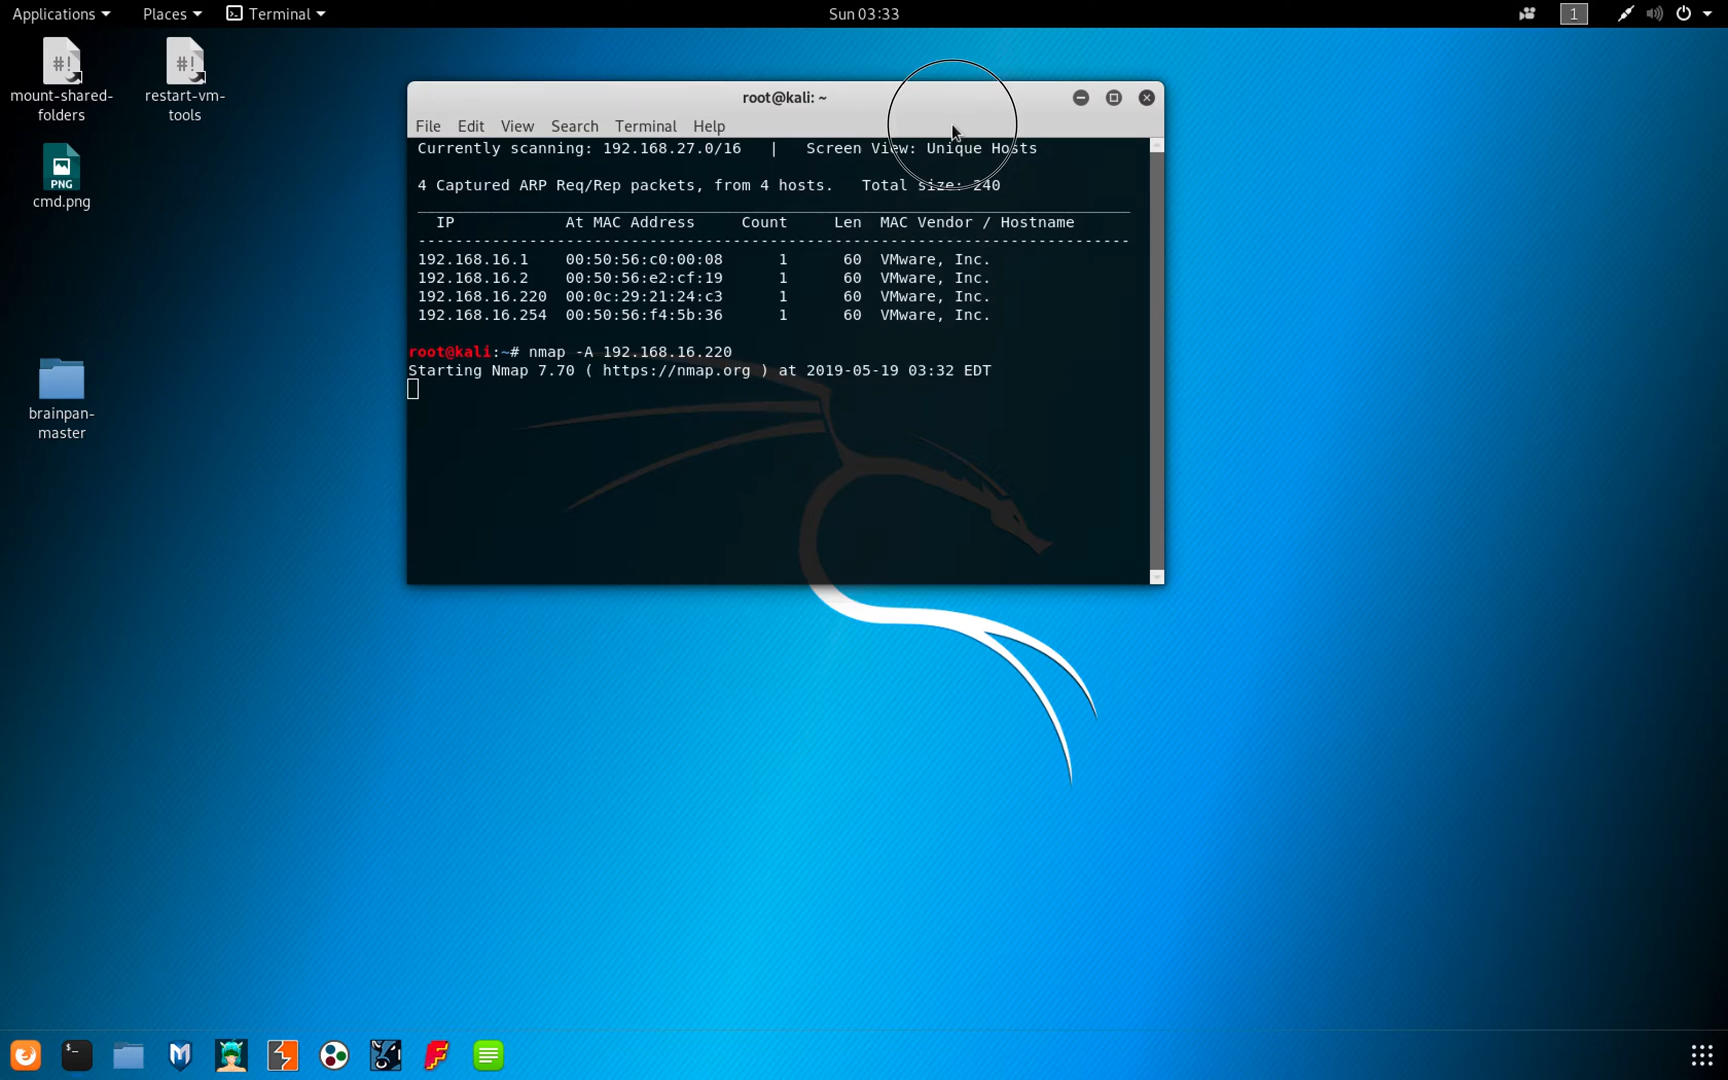 Applications Places Terminal Sun 03:33 1
#! #!
mount-shared-
folders
restart-vm-
tools
PNG
cmd.png
brainpan-
master
root@kali: ~
File Edit View Search Terminal Help
Currently scanning: 192.168.27.0/16 | Screen View: Unique Hosts
4 Captured ARP Req/Rep packets, from 4 hosts. Total size: 240
_____________________________________________________________________________
IP At MAC Address Count Len MAC Vendor / Hostname
-----------------------------------------------------------------------------
192.168.16.1 00:50:56:c0:00:08 1 60 VMware, Inc.
192.168.16.2 00:50:56:e2:cf:19 1 60 VMware, Inc.
192.168.16.220 00:0c:29:21:24:c3 1 60 VMware, Inc.
192.168.16.254 00:50:56:f4:5b:36 1 60 VMware, Inc.
root@kali:~# nmap -A 192.168.16.220
Starting Nmap 7.70 ( https://nmap.org ) at 2019-05-19 03:32 EDT
$_